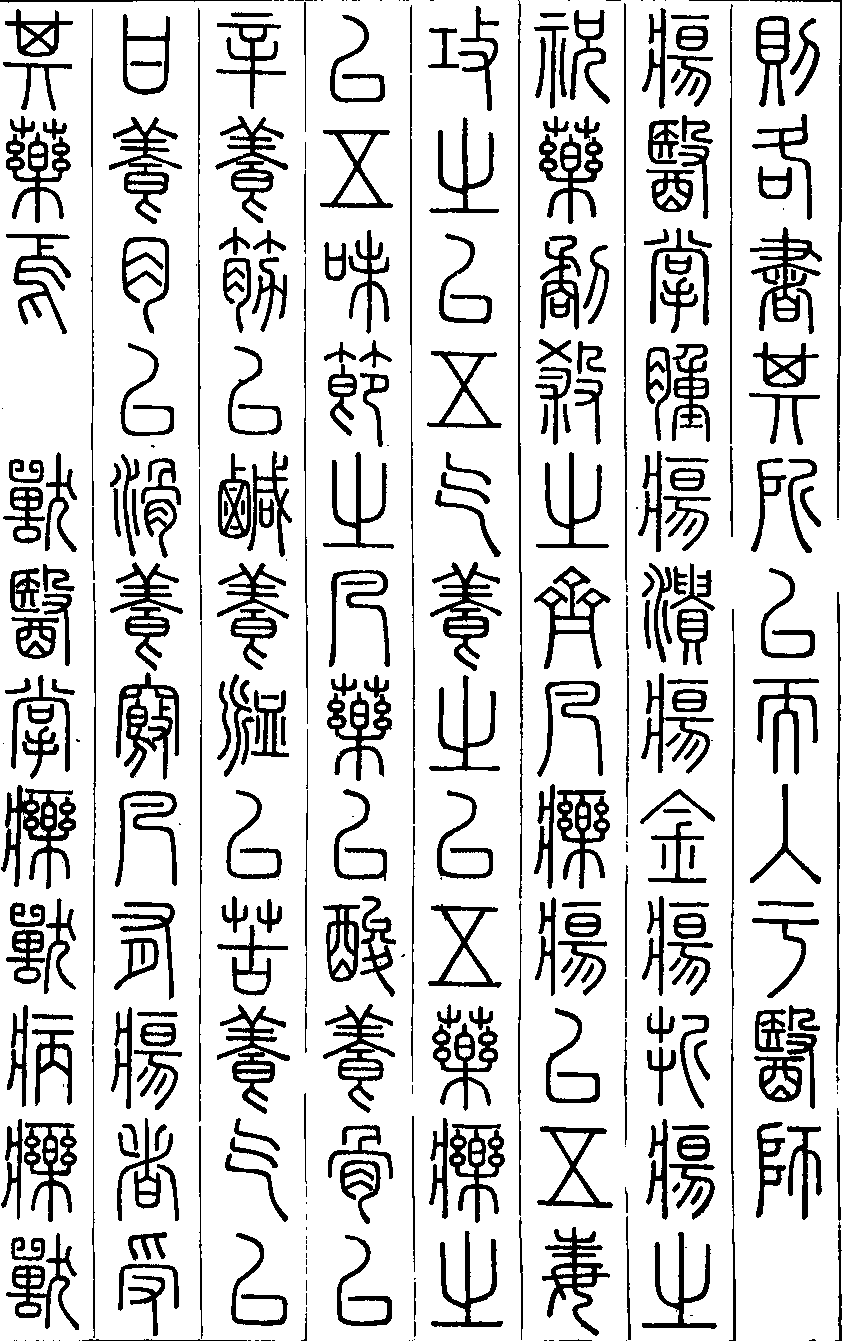 則各書其所以而入于醫師
瘍醫掌腫瘍潰瘍金瘍折瘍之
祝藥劀殺之齊凡療瘍以五毒
攻之以五气養之以五藥療之
以五味節之凡藥以酸養骨以
辛養筋以鹹養脈以苦養气以
甘養肉以滑養竅凡有瘍者受
其藥焉　獸醫掌療獸病療獸